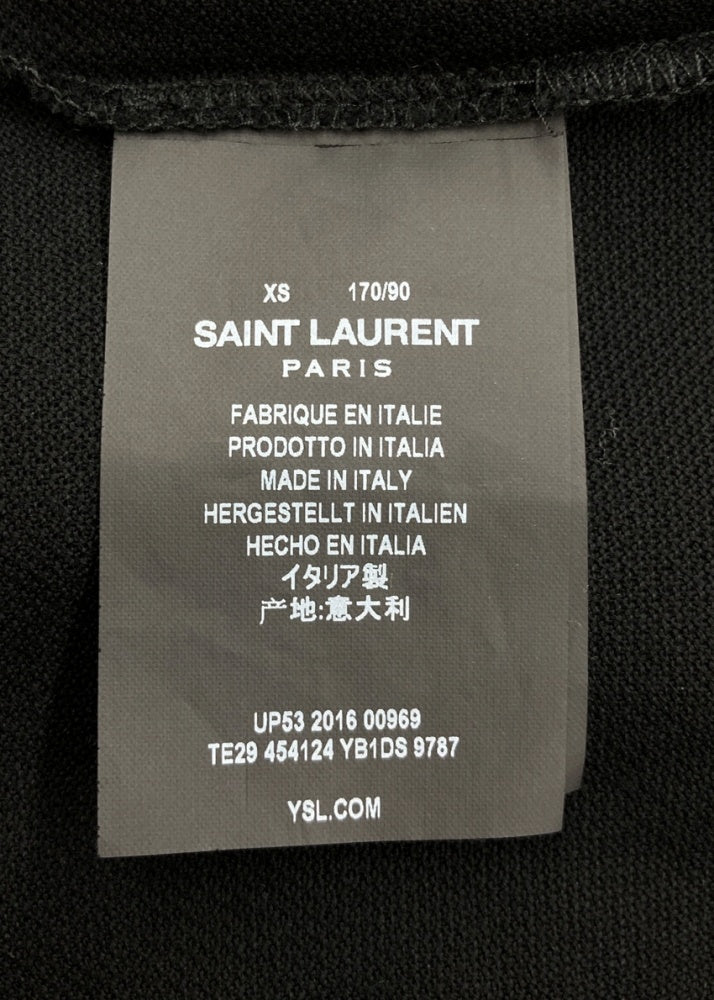 XS 170/90
SAINT LAURENT
PARIS
FABRIQUE EN ITALIE
PRODOTTO IN ITALIA
MADE IN ITALY
HERGESTELLT IN ITALIEN
HECHO EN ITALIA
イタリア製
产地:意大利
UP53 2016 00969
TE29 454124 YB1DS 9787
YSL.COM